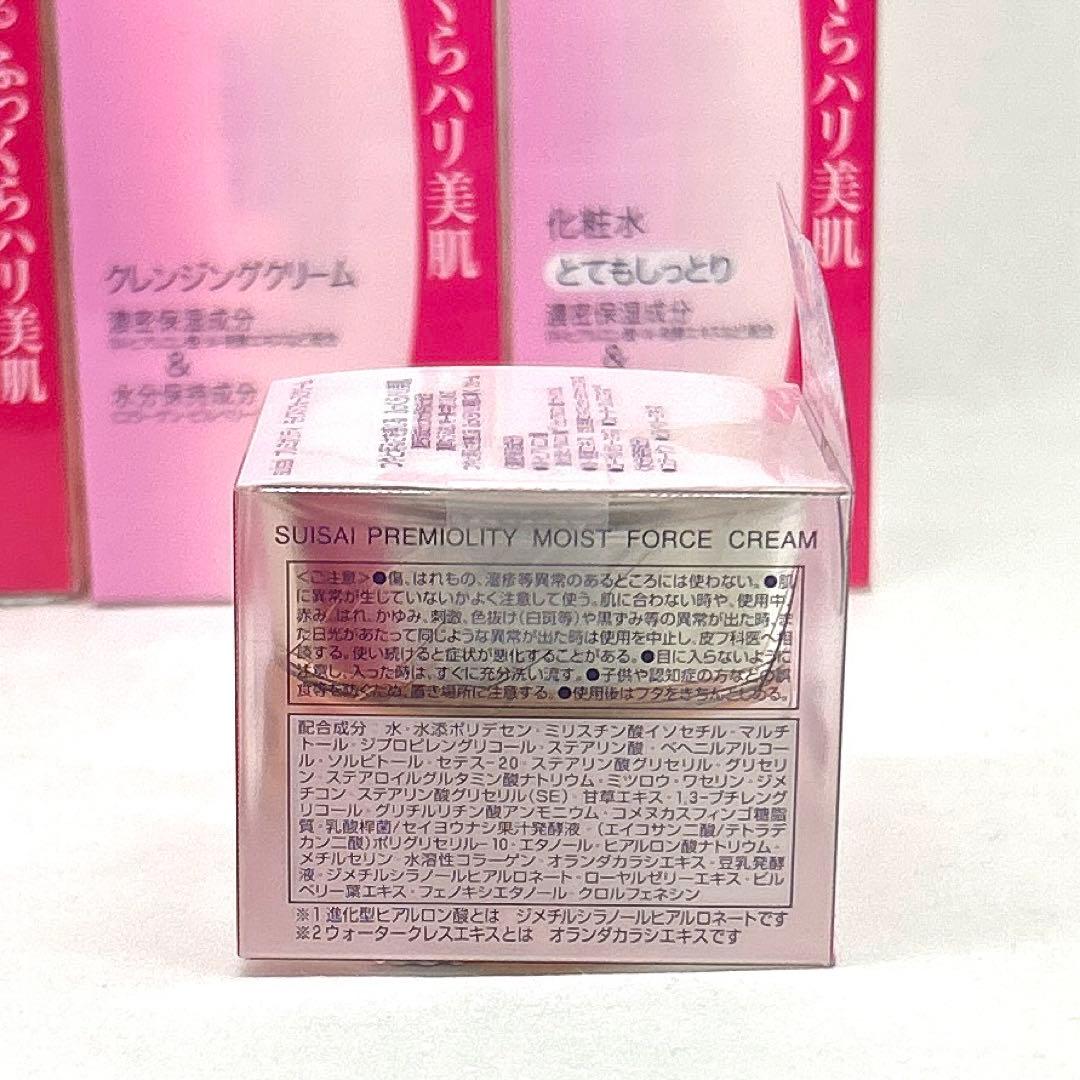 ふっくらハリ美肌
くらハリ美肌
くらハリ美肌
クレンジングクリーム
濃密保湿成分
&
水分保持成分
化粧水
とてもしっとり
濃密保湿成分
&
SUISAI PREMIOLITY MOIST FORCE CREAM
<ご注意>●傷、はれもの、湿疹等異常のあるところには使わない。●肌
に異常が生じていないかよく注意して使う。肌に合わない時や、使用中、
赤み、はれ、かゆみ、刺激、色抜け(白斑等)や黒ずみ等の異常が出た時、ま
た日光があたって同じような異常が出た時は使用を中止し、皮フ科医へ相
談する。使い続けると症状が悪化することがある。●目に入らないように
注意し、入った時は、すぐに充分洗い流す。●子供や認知症の方などの誤
食等を防ぐため、置き場所に注意する。●使用後はフタをきちんとしめる。
配合成分 水・水添ポリデセン・ミリスチン酸イソセチル・マルチ
トール・ジプロピレングリコール・ステアリン酸・ベヘニルアルコー
ル・ソルビトール・セテス-20・ステアリン酸グリセリル・グリセリ
ン・ステアロイルグルタミン酸ナトリウム・ミツロウ・ワセリン・ジメ
チコン・ステアリン酸グリセリル(SE)・甘草エキス・1,3-ブチレング
リコール・グリチルリチン酸アンモニウム・コメヌカスフィンゴ糖脂
質・乳酸桿菌/セイヨウナシ果汁発酵液・(エイコサン二酸/テトラデ
カン二酸)ポリグリセリル-10・エタノール・ヒアルロン酸ナトリウム・
メチルセリン・水溶性コラーゲン・オランダカラシエキス・豆乳発酵
液・ジメチルシラノールヒアルロネート・ローヤルゼリーエキス・ビル
ベリー葉エキス・フェノキシエタノール・クロルフェネシン
※1 進化型ヒアルロン酸とは ジメチルシラノールヒアルロネートです
※2 ウォータークレスエキスとは オランダカラシエキスです